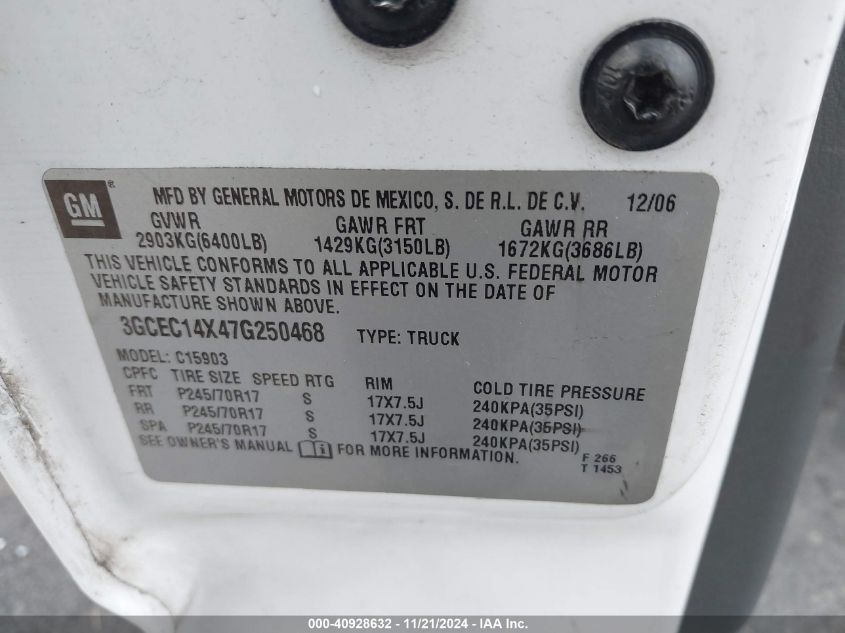 GM ® MFD BY GENERAL MOTORS DE MEXICO, S. DE R.L. DE C.V. 12/06
GVWR GAWR FRT GAWR RR
2903KG(6400LB) 1429KG(3150LB) 1672KG(3686LB)
THIS VEHICLE CONFORMS TO ALL APPLICABLE U.S. FEDERAL MOTOR
VEHICLE SAFETY STANDARDS IN EFFECT ON THE DATE OF
MANUFACTURE SHOWN ABOVE.
3GCEC14X47G250468 TYPE: TRUCK
MODEL: C15903
CPFC TIRE SIZE SPEED RTG RIM COLD TIRE PRESSURE
FRT P245/70R17 S 17X7.5J 240KPA(35PSI)
RR P245/70R17 S 17X7.5J 240KPA(35PSI)
SPA P245/70R17 S 17X7.5J 240KPA(35PSI)
SEE OWNER'S MANUAL FOR MORE INFORMATION.
F 266
T 1453
000-40928632 - 11/21/2024 - IAA Inc.